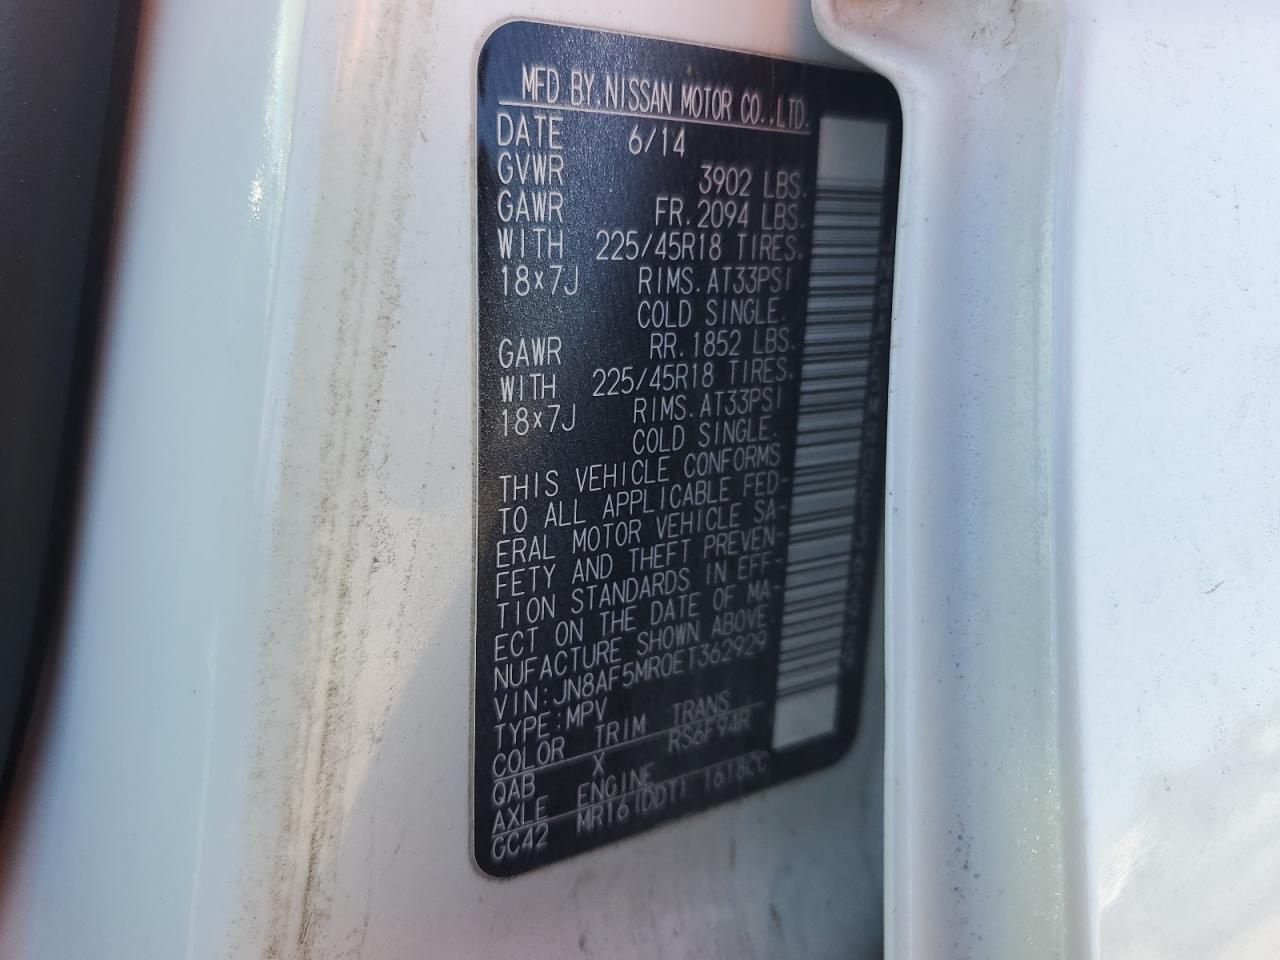 MFD BY NISSAN MOTOR CO., LTD.
DATE 6/14
GVWR 3902 LBS.
GAWR FR. 2094 LBS.
WITH 225/45R18 TIRES.
18×7J RIMS. AT33PSI
COLD SINGLE.
GAWR RR. 1852 LBS.
WITH 225/45R18 TIRES.
18×7J RIMS. AT33PSI
COLD SINGLE.
THIS VEHICLE CONFORMS
TO ALL APPLICABLE FED-
ERAL MOTOR VEHICLE SA-
FETY AND THEFT PREVEN-
TION STANDARDS IN EFF-
ECT ON THE DATE OF MA-
NUFACTURE SHOWN ABOVE.
VIN:JN8AF5MR0ET362929
TYPE:MPV
COLOR TRIM TRANS
QAB X RS6F94R
AXLE ENGINE
GC42 MR16(DDT) 1618CC